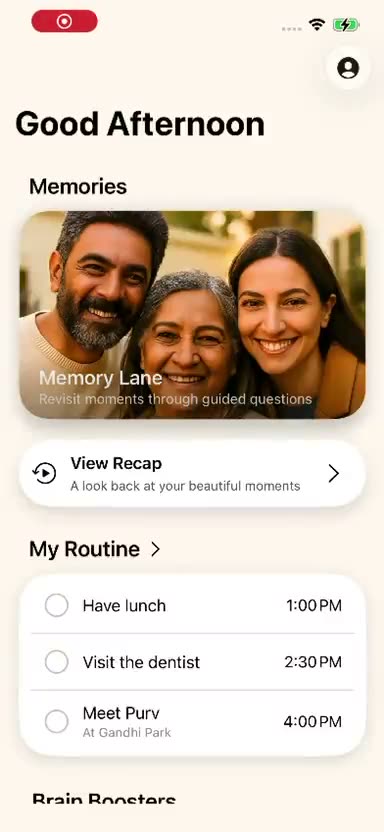 Good Afternoon
Memories
Memory Lane
Revisit moments through guided questions
View Recap
A look back at your beautiful moments
My Routine
Have lunch 1:00 PM
Visit the dentist 2:30 PM
Meet Purv 4:00 PM
At Gandhi Park
Brain Boosters